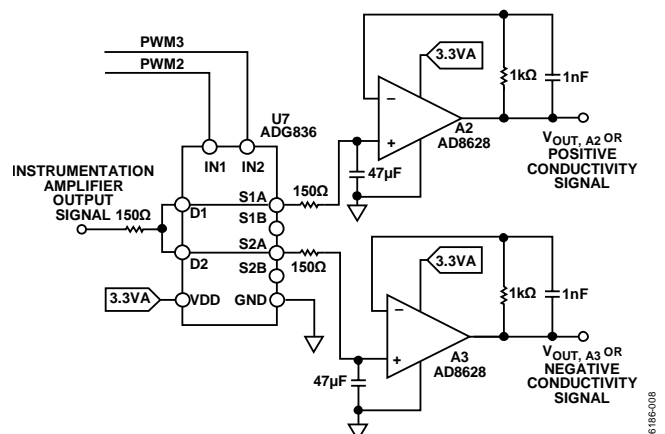 PWM3
PWM2
U7
ADG836
IN1
IN2
INSTRUMENTATION
AMPLIFIER
OUTPUT
SIGNAL
150Ω
D1
D2
S1A
S1B
S2A
S2B
3.3VA
VDD
GND
150Ω
150Ω
47µF
3.3VA
A2
AD8628
1kΩ
1nF
VOUT, A2 OR
POSITIVE
CONDUCTIVITY
SIGNAL
47µF
3.3VA
A3
AD8628
1kΩ
1nF
VOUT, A3 OR
NEGATIVE
CONDUCTIVITY
SIGNAL
−
+
−
+
6186-008